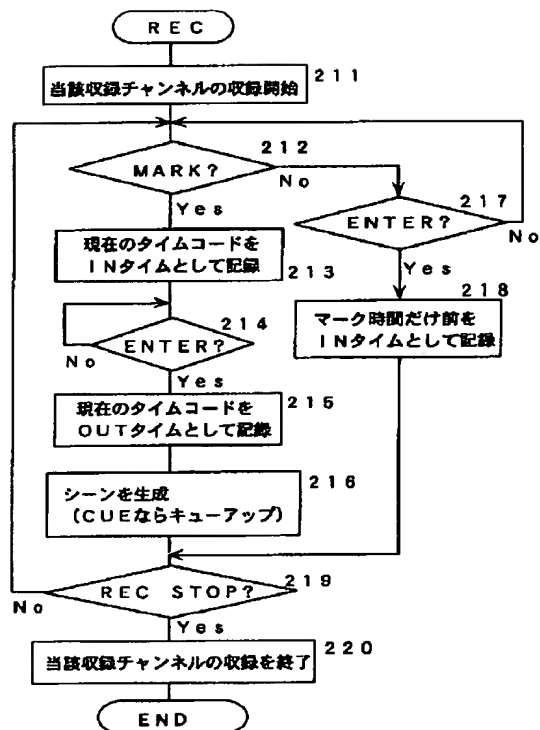 REC
当該収録チャンネルの収録開始
211
212
MARK?
No
217
Yes
ENTER?
No
現在のタイムコードを
INタイムとして記録
213
Yes
218
マーク時間だけ前を
INタイムとして記録
214
ENTER?
No
Yes
現在のタイムコードを
OUTタイムとして記録
215
シーンを生成
(CUEならキューアップ)
216
219
REC STOP?
No
Yes
当該収録チャンネルの収録を終了
220
END